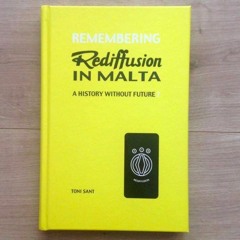 REMEMBERING
Rediffusion
IN MALTA
A HISTORY WITHOUT FUTURE
TONI SANT